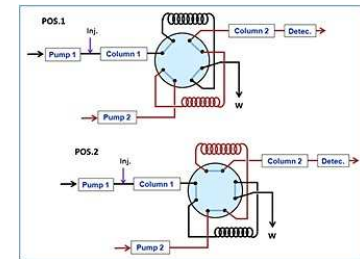 POS.1
Inj.
Pump 1
Column 1
Column 2
Detec.
W
Pump 2
POS.2
Inj.
Pump 1
Column 1
Column 2
Detec.
W
Pump 2